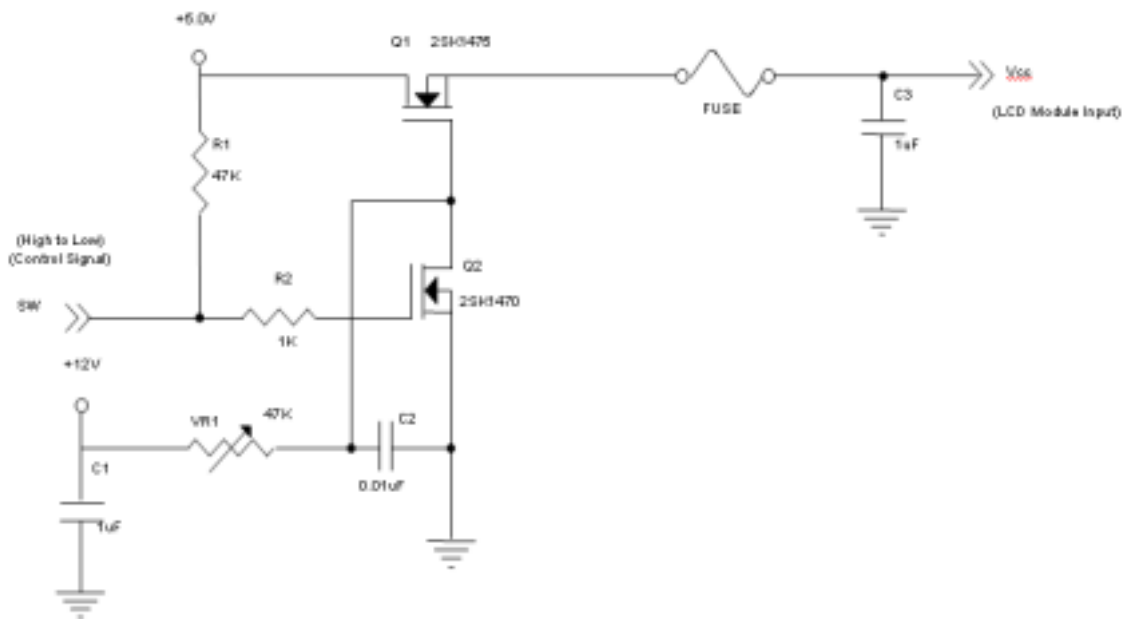 +5.0V
Q1 2SK1475
Vcc
C3
FUSE
(LCD Module Input)
R1
1uF
47K
(High to Low)
(Control Signal)
R2
Q2
SW
2SK1470
1K
+12V
VR1
47K
C2
C1
0.01uF
1uF